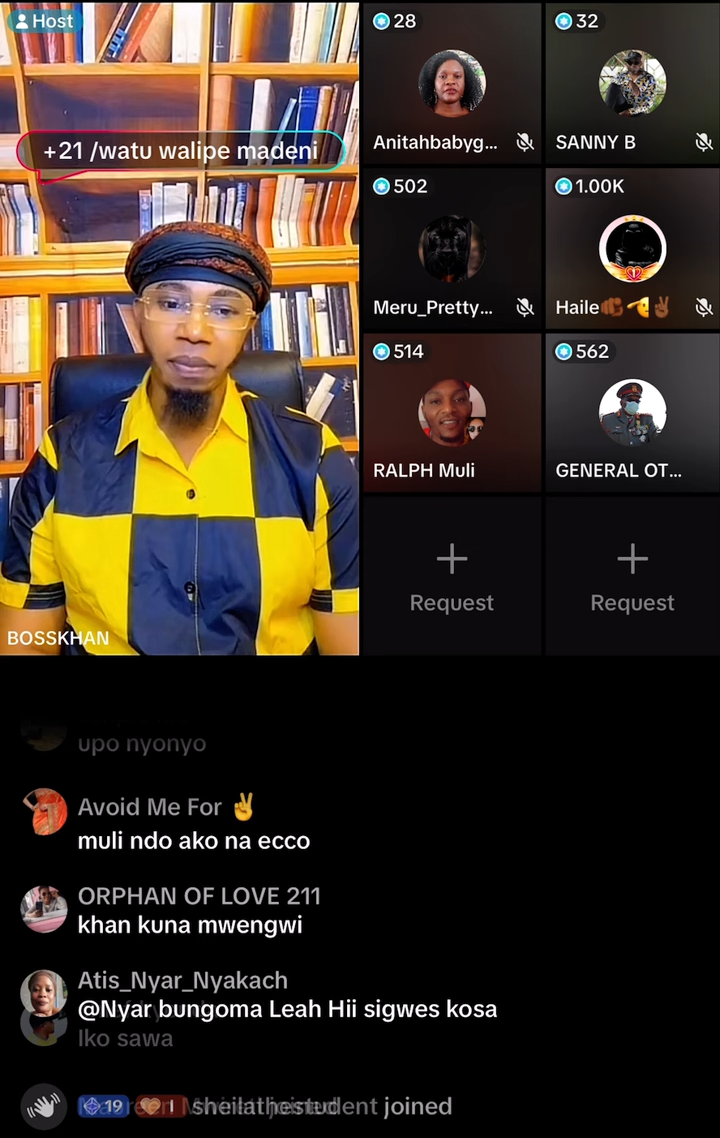 Host
+21 /watu walipe madeni
BOSSKHAN
28
Anitahbabyg...
32
SANNY B
502
Meru_Pretty...
1.00K
Haile
514
RALPH Muli
562
GENERAL OT...
Request
Request
upo nyonyo
Avoid Me For ✌
muli ndo ako na ecco
ORPHAN OF LOVE 211
khan kuna mwengwi
Atis_Nyar_Nyakach
@Nyar bungoma Leah Hii sigwes kosa
Iko sawa
19
I
sheilathestudent joined